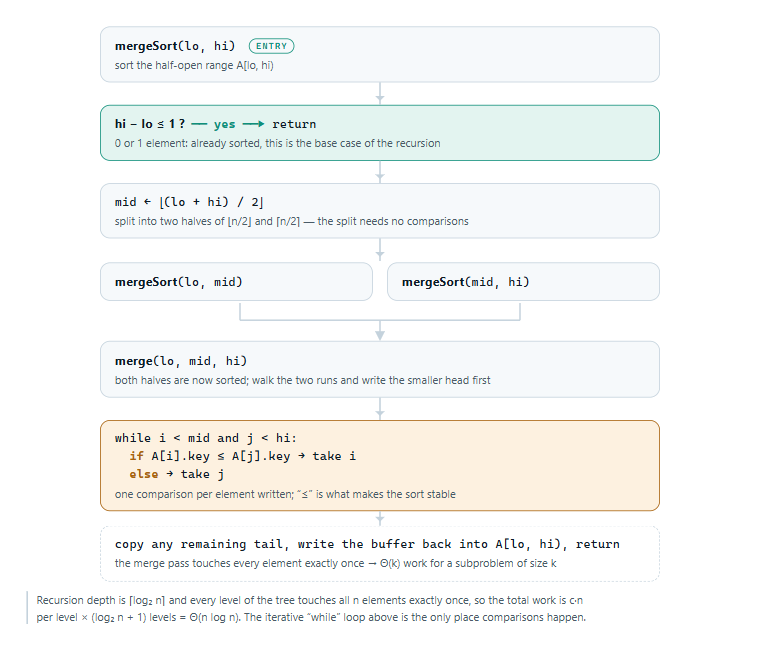 mergeSort(lo, hi) ENTRY
sort the half-open range A[lo, hi)
hi − lo ≤ 1 ? yes return
0 or 1 element: already sorted, this is the base case of the recursion
mid ← ⌊(lo + hi) / 2⌋
split into two halves of ⌊n/2⌋ and ⌈n/2⌉ — the split needs no comparisons
mergeSort(lo, mid)
mergeSort(mid, hi)
merge(lo, mid, hi)
both halves are now sorted; walk the two runs and write the smaller head first
while i < mid and j < hi:
if A[i].key ≤ A[j].key → take i
else → take j
one comparison per element written; “≤” is what makes the sort stable
copy any remaining tail, write the buffer back into A[lo, hi), return
the merge pass touches every element exactly once → Θ(k) work for a subproblem of size k
Recursion depth is ⌈log₂ n⌉ and every level of the tree touches all n elements exactly once, so the total work is c·n
per level × (log₂ n + 1) levels = Θ(n log n). The iterative “while” loop above is the only place comparisons happen.